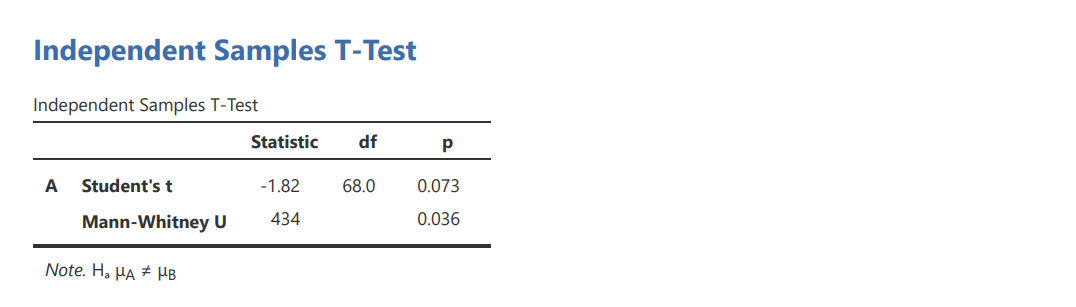 Independent Samples T-Test
Independent Samples T-Test
Statistic df p
A Student's t -1.82 68.0 0.073
Mann-Whitney U 434 0.036
Note. Hₐ μA ≠ μB